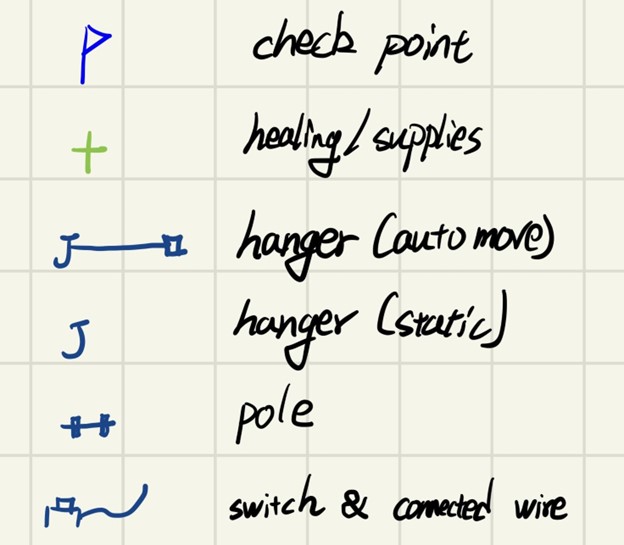 check point
healing/supplies
hanger (auto move)
hanger (static)
pole
switch & connected wire